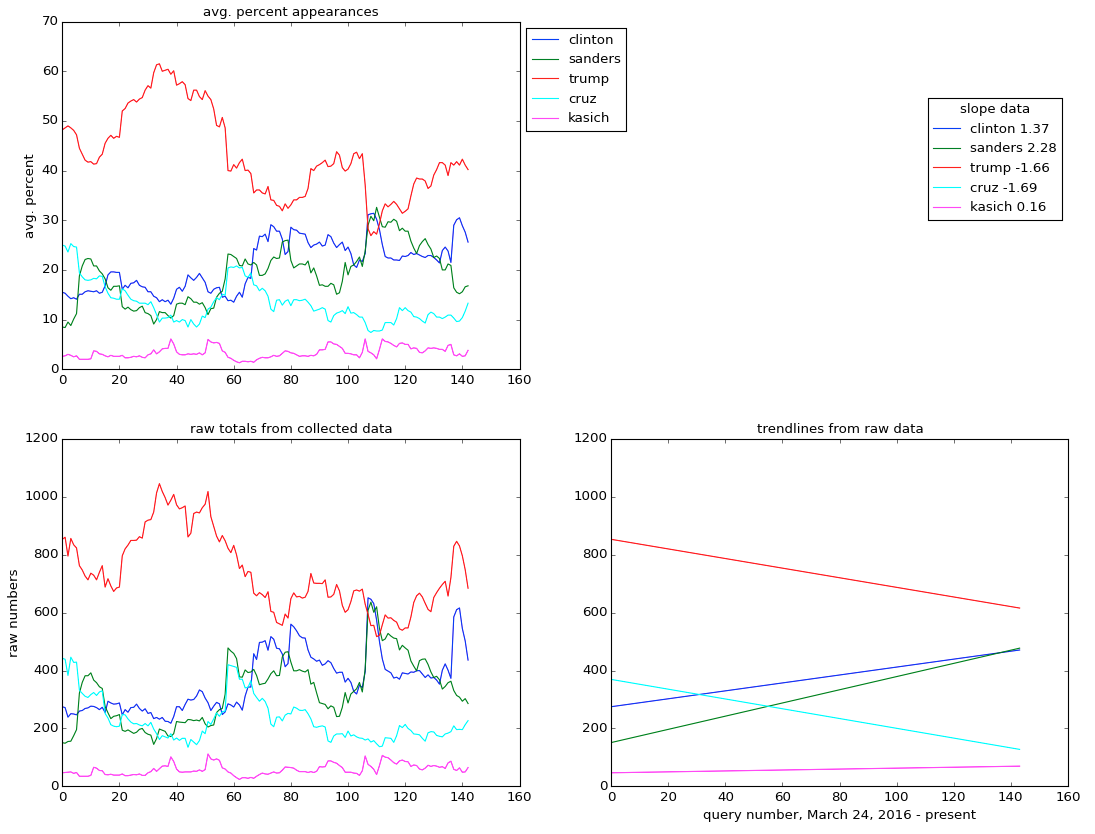 avg. percent appearances
70
60
50
40
30
20
10
0
avg. percent
0 20 40 60 80 100 120 140 160
clinton
sanders
trump
cruz
kasich
slope data
clinton 1.37
sanders 2.28
trump -1.66
cruz -1.69
kasich 0.16
raw totals from collected data
1200
1000
800
600
400
200
0
raw numbers
0 20 40 60 80 100 120 140 160
trendlines from raw data
1200
1000
800
600
400
200
0
0 20 40 60 80 100 120 140 160
query number, March 24, 2016 - present